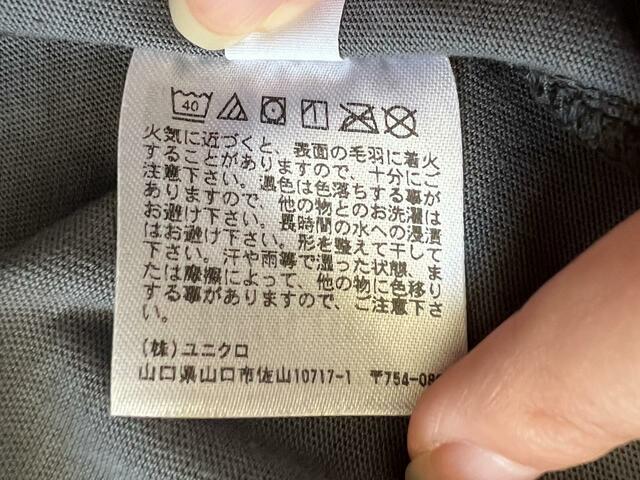 40
火気に近づくと、表面の毛羽に着火
することがありますので、十分にご
注意下さい。濃色は色落ちする事が
ありますので、他の物とのお洗濯は
お避け下さい。長時間の水への浸漬
はお避け下さい。形を整えて干して
下さい。汗や雨等で湿った状態、ま
たは摩擦によって、他の物に色移り
する事がありますので、ご注意下さ
い。
(株)ユニクロ
山口県山口市佐山10717-1 〒754-08